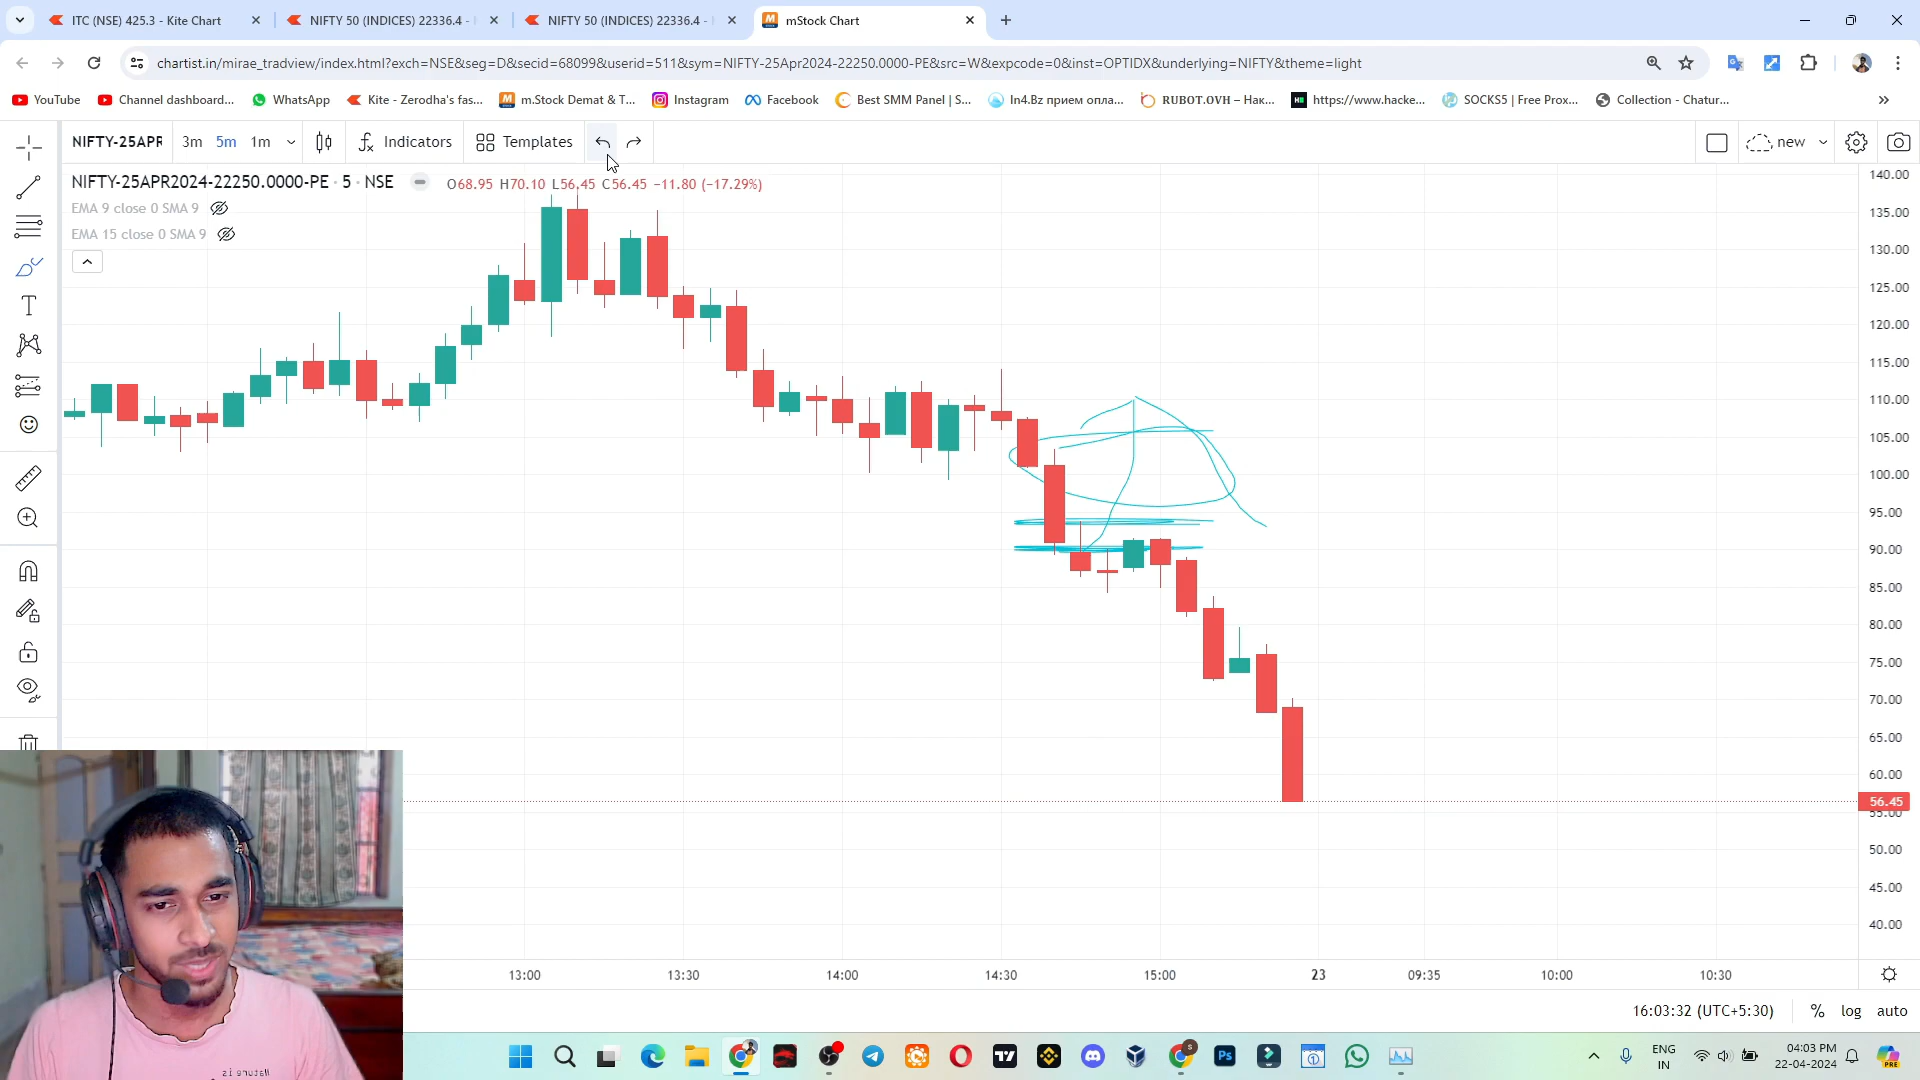 ITC (NSE) 425.3 - Kite Chart
NIFTY 50 (INDICES) 22336.4 -
NIFTY 50 (INDICES) 22336.4 -
mStock Chart
chartist.in/mirae_tradview/index.html?exch=NSE&seg=D&secid=68099&userid=511&sym=NIFTY-25Apr2024-22250.0000-PE&src=W&expcode=0&inst=OPTIDX&underlying=NIFTY&theme=light
YouTube
Channel dashboard...
WhatsApp
Kite - Zerodha's fas...
m.Stock Demat & T...
Instagram
Facebook
Best SMM Panel | S...
In4.Bz прием опла...
RUBOT.OVH – Нак...
https://www.hacke...
SOCKS5 | Free Prox...
Collection - Chatur...
NIFTY-25APR
3m 5m 1m
Indicators
Templates
new
NIFTY-25APR2024-22250.0000-PE · 5 · NSE
O68.95 H70.10 L56.45 C56.45 −11.80 (−17.29%)
EMA 9 close 0 SMA 9
EMA 15 close 0 SMA 9
140.00
135.00
130.00
125.00
120.00
115.00
110.00
105.00
100.00
95.00
90.00
85.00
80.00
75.00
70.00
65.00
60.00
56.45
55.00
50.00
45.00
40.00
13:00
13:30
14:00
14:30
15:00
23
09:35
10:00
10:30
16:03:32 (UTC+5:30)
%
log
auto
ENG
IN
04:03 PM
22-04-2024